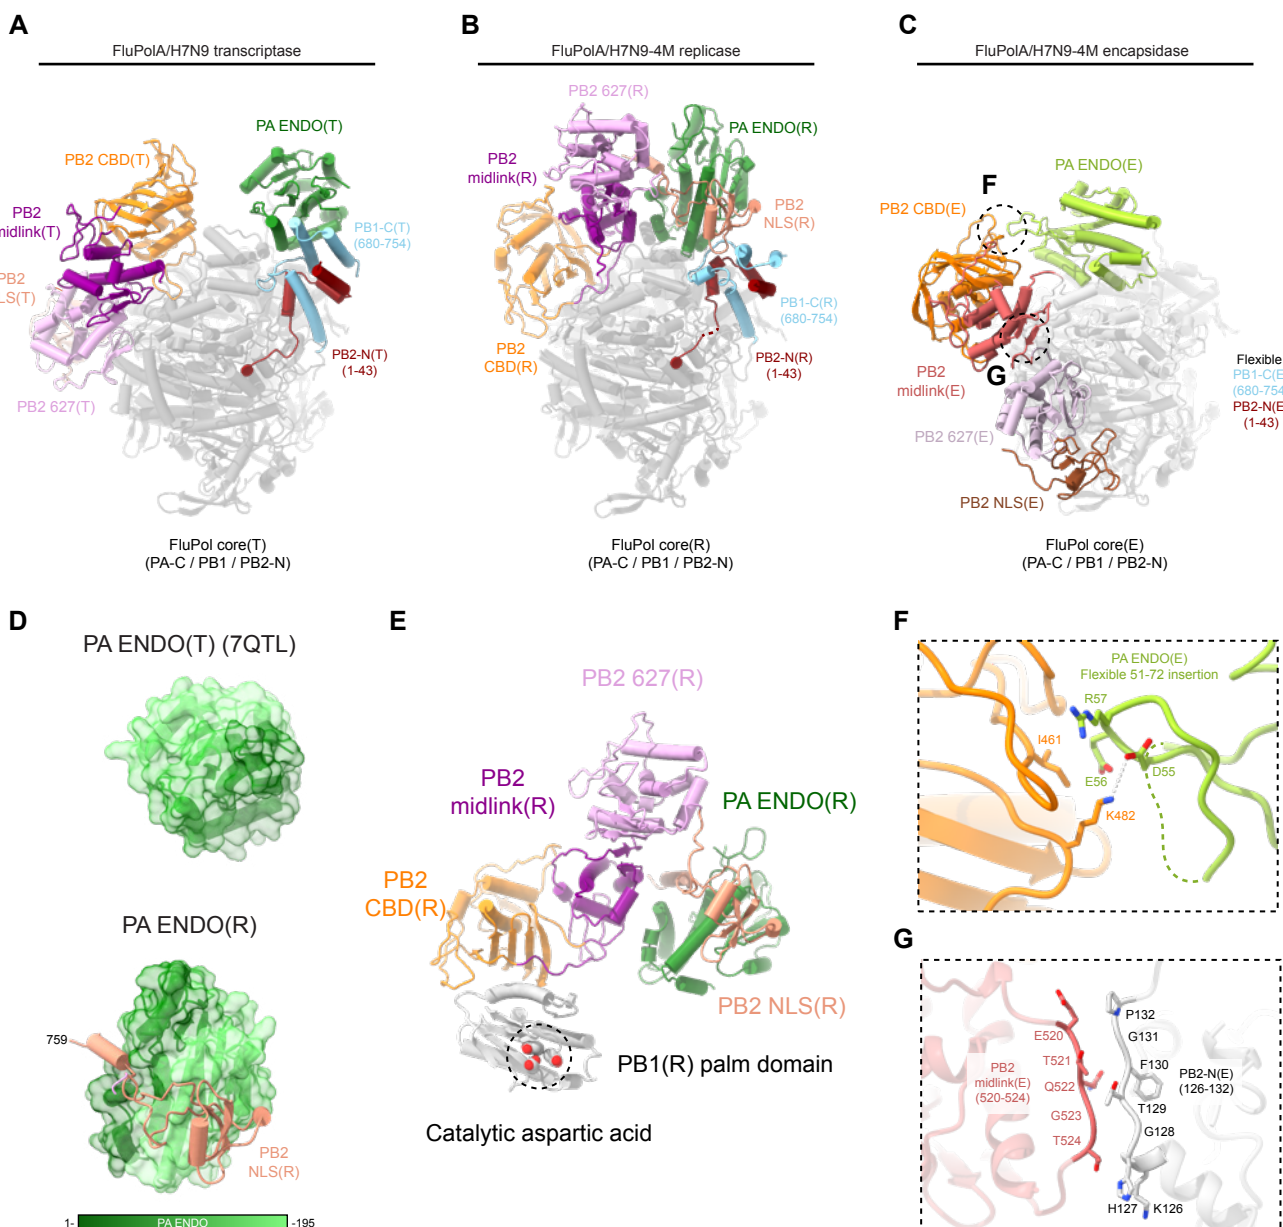 A
FluPolA/H7N9 transcriptase
PA ENDO(T)
PB2 CBD(T)
PB2
midlink(T)
PB1-C(T)
(680-754)
PB2
NLS(T)
PB2-N(T)
(1-43)
PB2 627(T)
FluPol core(T)
(PA-C / PB1 / PB2-N)
B
FluPolA/H7N9-4M replicase
PB2 627(R)
PA ENDO(R)
PB2
midlink(R)
PB2
NLS(R)
PB1-C(R)
(680-754)
PB2
CBD(R)
PB2-N(R)
(1-43)
FluPol core(R)
(PA-C / PB1 / PB2-N)
C
FluPolA/H7N9-4M encapsidase
PA ENDO(E)
F
PB2 CBD(E)
G
PB2
midlink(E)
Flexible
PB1-C(E
(680-754
PB2-N(E
(1-43)
PB2 627(E)
PB2 NLS(E)
FluPol core(E)
(PA-C / PB1 / PB2-N)
D
PA ENDO(T) (7QTL)
PA ENDO(R)
759
PB2
NLS(R)
1-
PA ENDO
-195
E
PB2 627(R)
PB2
midlink(R)
PA ENDO(R)
PB2
CBD(R)
PB2 NLS(R)
PB1(R) palm domain
Catalytic aspartic acid
F
PA ENDO(E)
Flexible 51-72 insertion
R57
I461
E56
D55
K482
G
P132
E520
G131
T521
F130
PB2
midlink(E)
(520-524)
Q522
PB2-N(E)
(126-132)
T129
G523
G128
T524
H127
K126